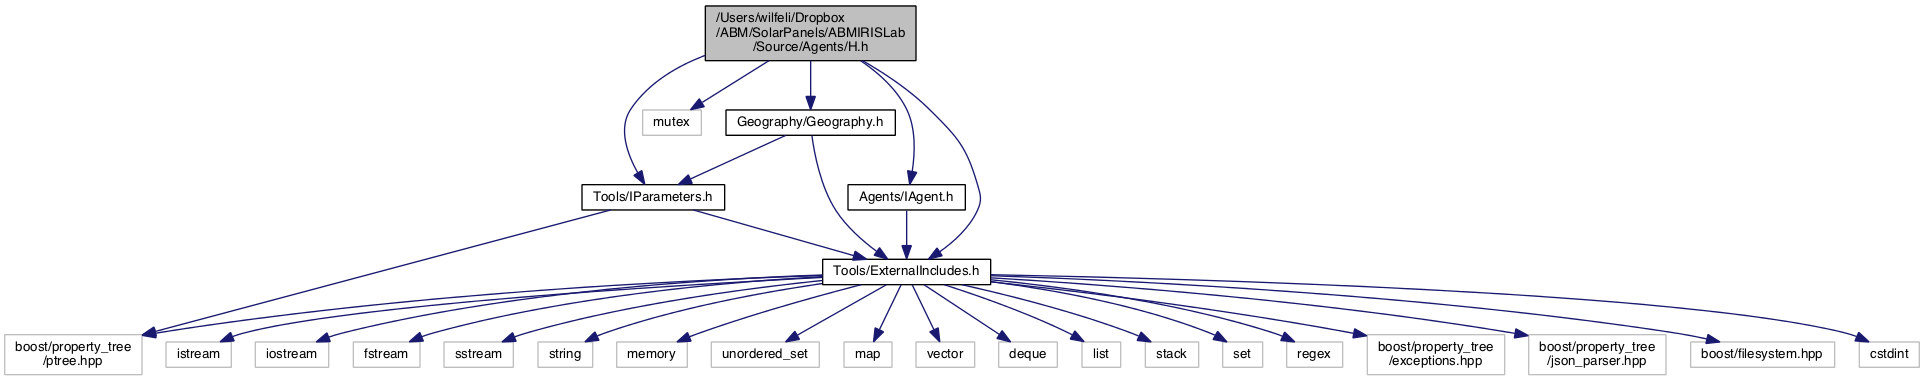 /Users/wilfeli/Dropbox
/ABM/SolarPanels/ABMIRISLab
/Source/Agents/H.h
mutex
Geography/Geography.h
Tools/IParameters.h
Agents/IAgent.h
Tools/ExternalIncludes.h
boost/property_tree
/ptree.hpp
istream
iostream
fstream
sstream
string
memory
unordered_set
map
vector
deque
list
stack
set
regex
boost/property_tree
/exceptions.hpp
boost/property_tree
/json_parser.hpp
boost/filesystem.hpp
cstdint